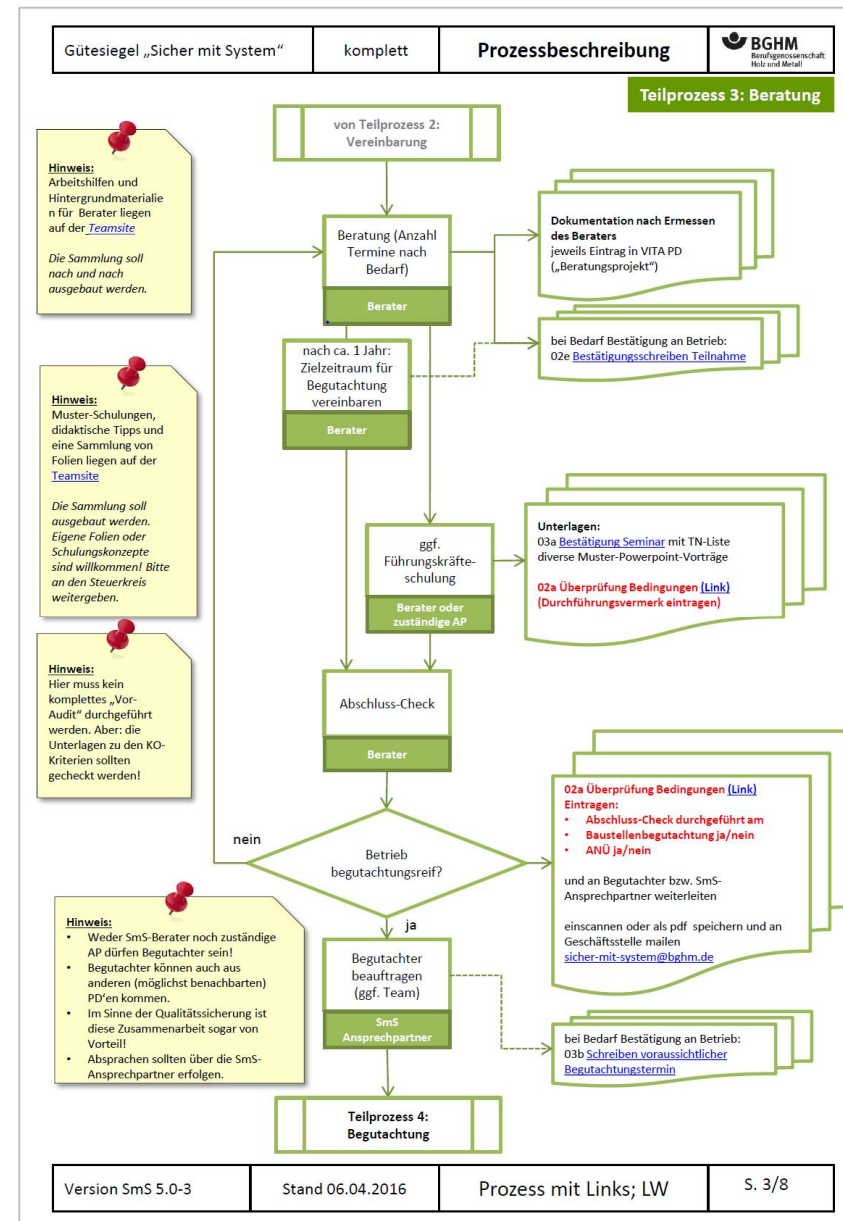 Gütesiegel „Sicher mit System“
komplett
Prozessbeschreibung
BGHM
Berufsgenossenschaft
Holz und Metall
Teilprozess 3: Beratung
von Teilprozess 2:
Vereinbarung
Hinweis:
Arbeitshilfen und
Hintergrundmaterialie
n für Berater liegen
auf der Teamsite
Die Sammlung soll
nach und nach
ausgebaut werden.
Beratung (Anzahl
Termine nach
Bedarf)
Berater
Dokumentation nach Ermessen
des Beraters
jeweils Eintrag in VITA PD
(„Beratungsprojekt“)
nach ca. 1 Jahr:
Zielzeitraum für
Begutachtung
vereinbaren
Berater
bei Bedarf Bestätigung an Betrieb:
02e Bestätigungsschreiben Teilnahme
Hinweis:
Muster-Schulungen,
didaktische Tipps und
eine Sammlung von
Folien liegen auf der
Teamsite
Die Sammlung soll
ausgebaut werden.
Eigene Folien oder
Schulungskonzepte
sind willkommen! Bitte
an den Steuerkreis
weitergeben.
ggf.
Führungskräfte-
schulung
Berater oder
zuständige AP
Unterlagen:
03a Bestätigung Seminar mit TN-Liste
diverse Muster-Powerpoint-Vorträge
02a Überprüfung Bedingungen (Link)
(Durchführungsvermerk eintragen)
Hinweis:
Hier muss kein
komplettes „Vor-
Audit“ durchgeführt
werden. Aber: die
Unterlagen zu den KO-
Kriterien sollten
gecheckt werden!
Abschluss-Check
Berater
nein
Betrieb
begutachtungsreif?
ja
02a Überprüfung Bedingungen (Link)
Eintragen:
• Abschluss-Check durchgeführt am
• Baustellenbegutachtung ja/nein
• ANÜ ja/nein
und an Begutachter bzw. SmS-
Ansprechpartner weiterleiten
einscannen oder als pdf speichern und an
Geschäftsstelle mailen
sicher-mit-system@bghm.de
Hinweis:
• Weder SmS-Berater noch zuständige
AP dürfen Begutachter sein!
• Begutachter können auch aus
anderen (möglichst benachbarten)
PD‘en kommen.
• Im Sinne der Qualitätssicherung ist
diese Zusammenarbeit sogar von
Vorteil!
• Absprachen sollten über die SmS-
Ansprechpartner erfolgen.
Begutachter
beauftragen
(ggf. Team)
SmS
Ansprechpartner
bei Bedarf Bestätigung an Betrieb:
03b Schreiben voraussichtlicher
Begutachtungstermin
Teilprozess 4:
Begutachtung
Version SmS 5.0-3
Stand 06.04.2016
Prozess mit Links; LW
S. 3/8